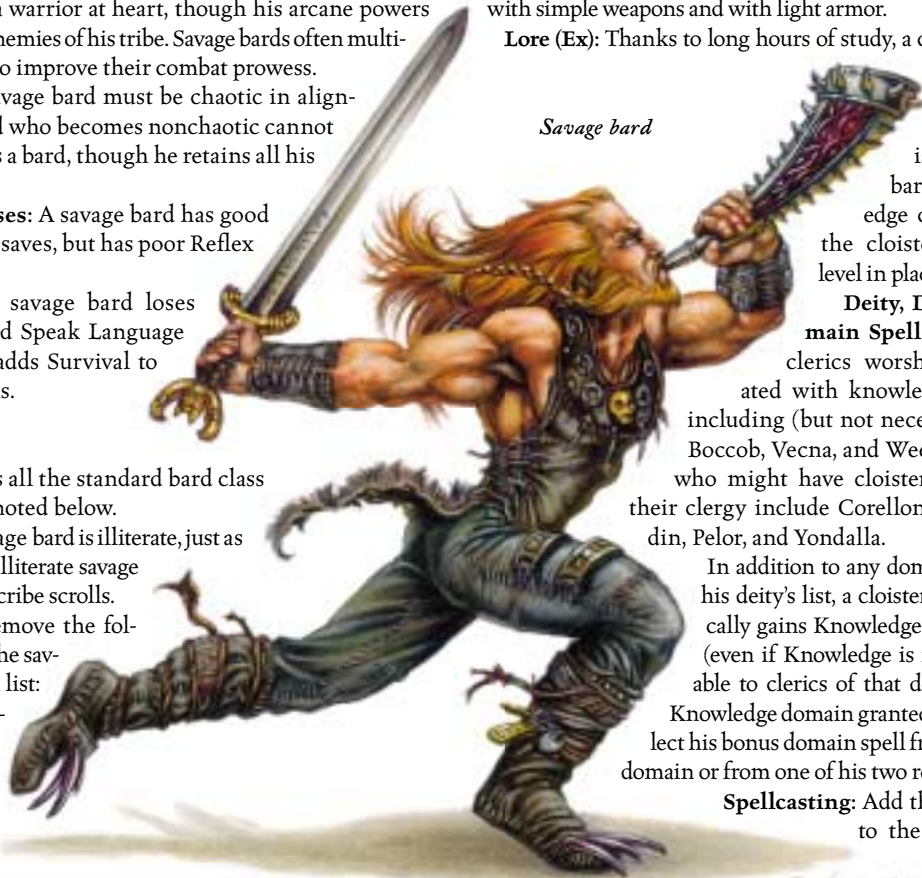 warrior at heart, though his arcane powers
nemies of his tribe. Savage bards often multi-
o improve their combat prowess.
vage bard must be chaotic in align-
d who becomes nonchaotic cannot
s a bard, though he retains all his
ses: A savage bard has good
saves, but has poor Reflex
savage bard loses
d Speak Language
adds Survival to
s.
s all the standard bard class
noted below.
age bard is illiterate, just as
lliterate savage
cribe scrolls.
emove the fol-
he sav-
list:
-
Savage bard
with simple weapons and with light armor.
Lore (Ex): Thanks to long hours of study, a c
i
bar
edge c
the cloiste
level in plac
Deity, D
main Spell
clerics worsh
ated with knowle
including (but not nece
Boccob, Vecna, and Wee
who might have cloister
their clergy include Corellon
din, Pelor, and Yondalla.
In addition to any dom
his deity's list, a cloister
cally gains Knowledge
(even if Knowledge is
able to clerics of that d
Knowledge domain granted
lect his bonus domain spell fr
domain or from one of his two re
Spellcasting: Add th
to the